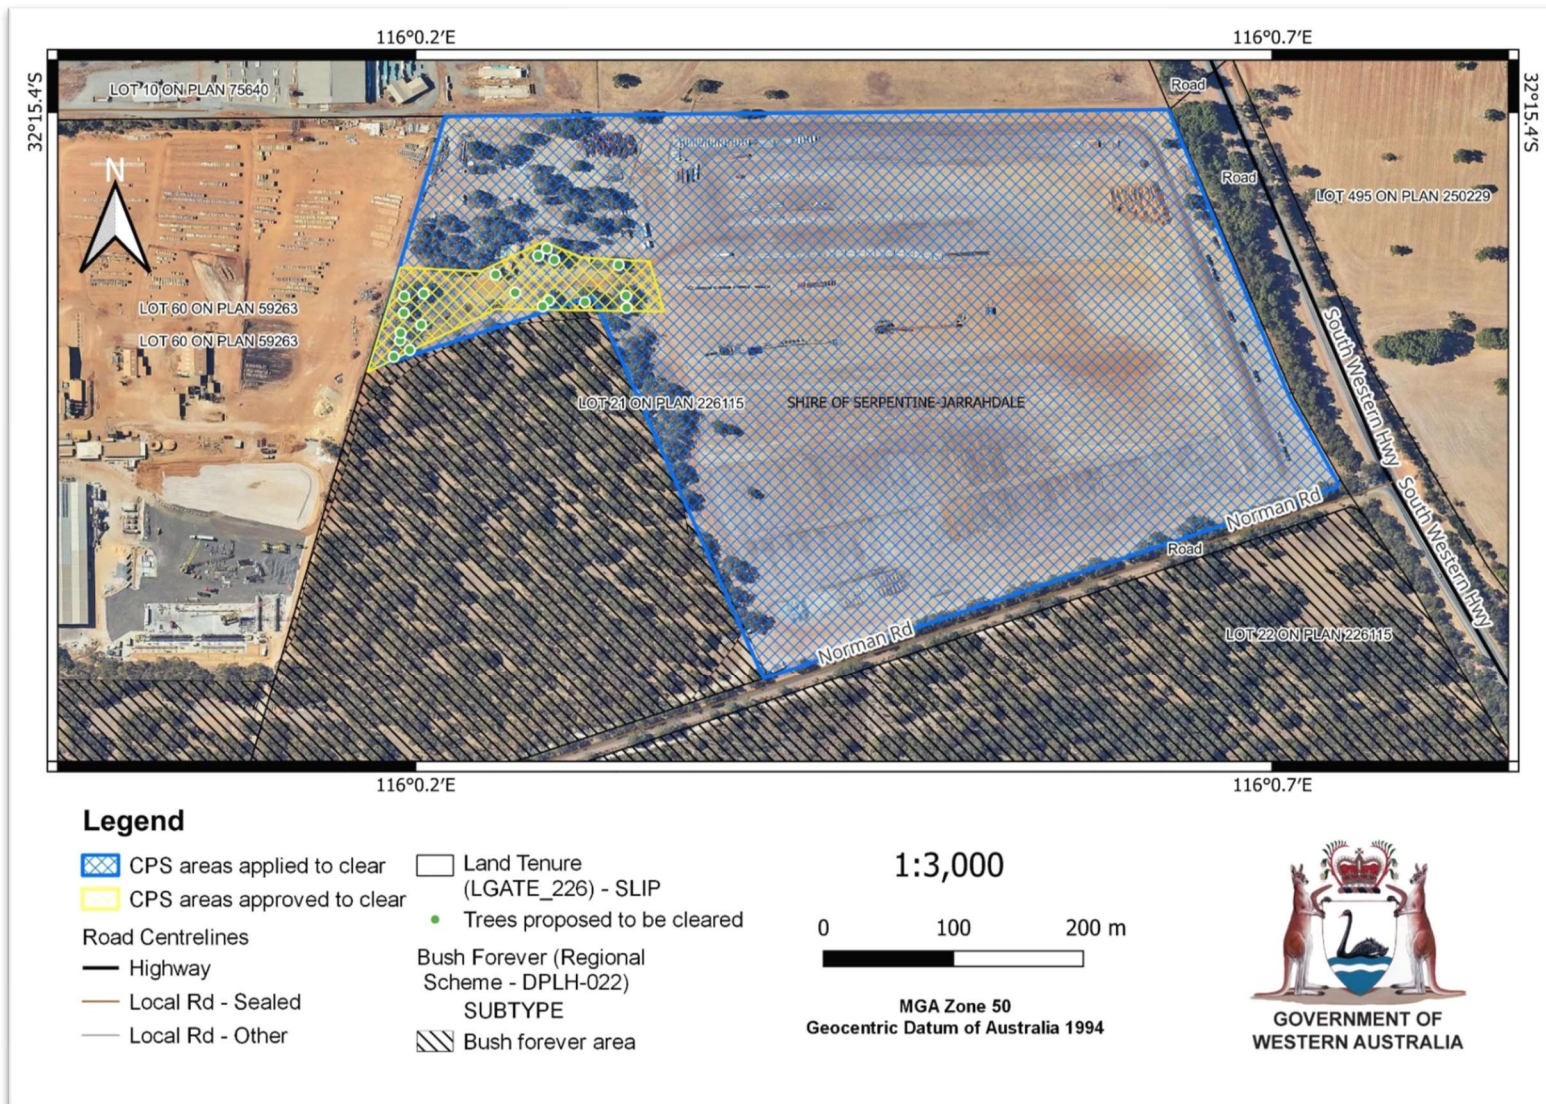 116°0.2'E
116°0.7'E
32°15.4'S
32°15.4'S
LOT 10 ON PLAN 75640
Road
N
Road
LOT 495 ON PLAN 250229
LOT 60 ON PLAN 59263
LOT 60 ON PLAN 59263
South Western Hwy
LOT 21 ON PLAN 226115
SHIRE OF SERPENTINE-JARRAHDALE
South Western Hwy
Norman Rd
Road
Norman Rd
LOT 22 ON PLAN 226115
116°0.2'E
116°0.7'E
Legend
CPS areas applied to clear
CPS areas approved to clear
Road Centrelines
Highway
Local Rd - Sealed
Local Rd - Other
Land Tenure
(LGATE_226) - SLIP
Trees proposed to be cleared
Bush Forever (Regional
Scheme - DPLH-022)
SUBTYPE
Bush forever area
1:3,000
0 100 200 m
MGA Zone 50
Geocentric Datum of Australia 1994
GOVERNMENT OF
WESTERN AUSTRALIA